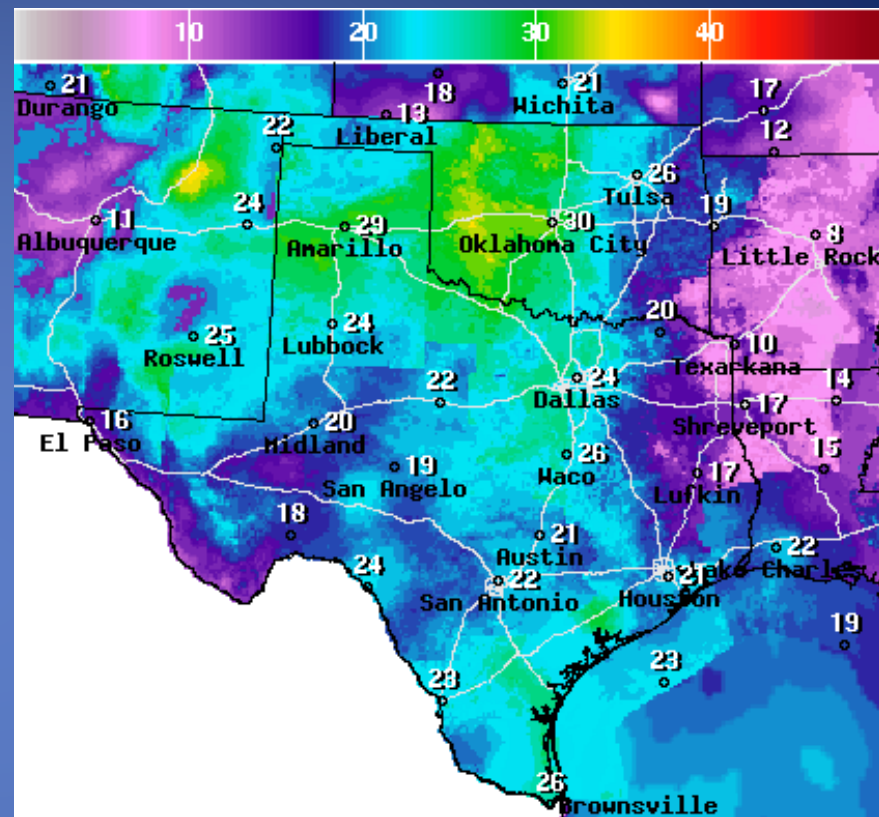 10 20 30 40
21 18 21 17
Durango Wichita
13
Liberal
22 12
26
Tulsa
11 24 29 30 19 8
Albuquerque Amarillo Oklahoma City Little Rock
25 24 20
Roswell Lubbock
10
Texarkana
16 20 22 24 17 14
El Paso Midland Dallas Shreveport
19 26 17 15
San Angelo Waco Lufkin
18 21 22
Austin Lake Charles
24 22 21
San Antonio Houston
19
23 23
26
Brownsville